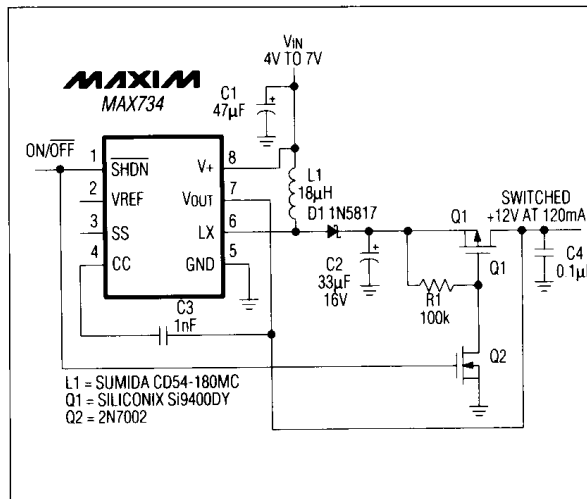 VIN
4V TO 7V
MAXIM
MAX734
C1
47µF
ON/OFF
1
SHDN
V+
8
2
VREF
VOUT
7
L1
18µH
3
SS
LX
6
D1 1N5817
Q1
SWITCHED
+12V AT 120mA
4
CC
GND
5
C2
33µF
16V
R1
100k
Q1
C4
0.1µF
C3
1nF
Q2
L1 = SUMIDA CD54-180MC
Q1 = SILICONIX Si9400DY
Q2 = 2N7002